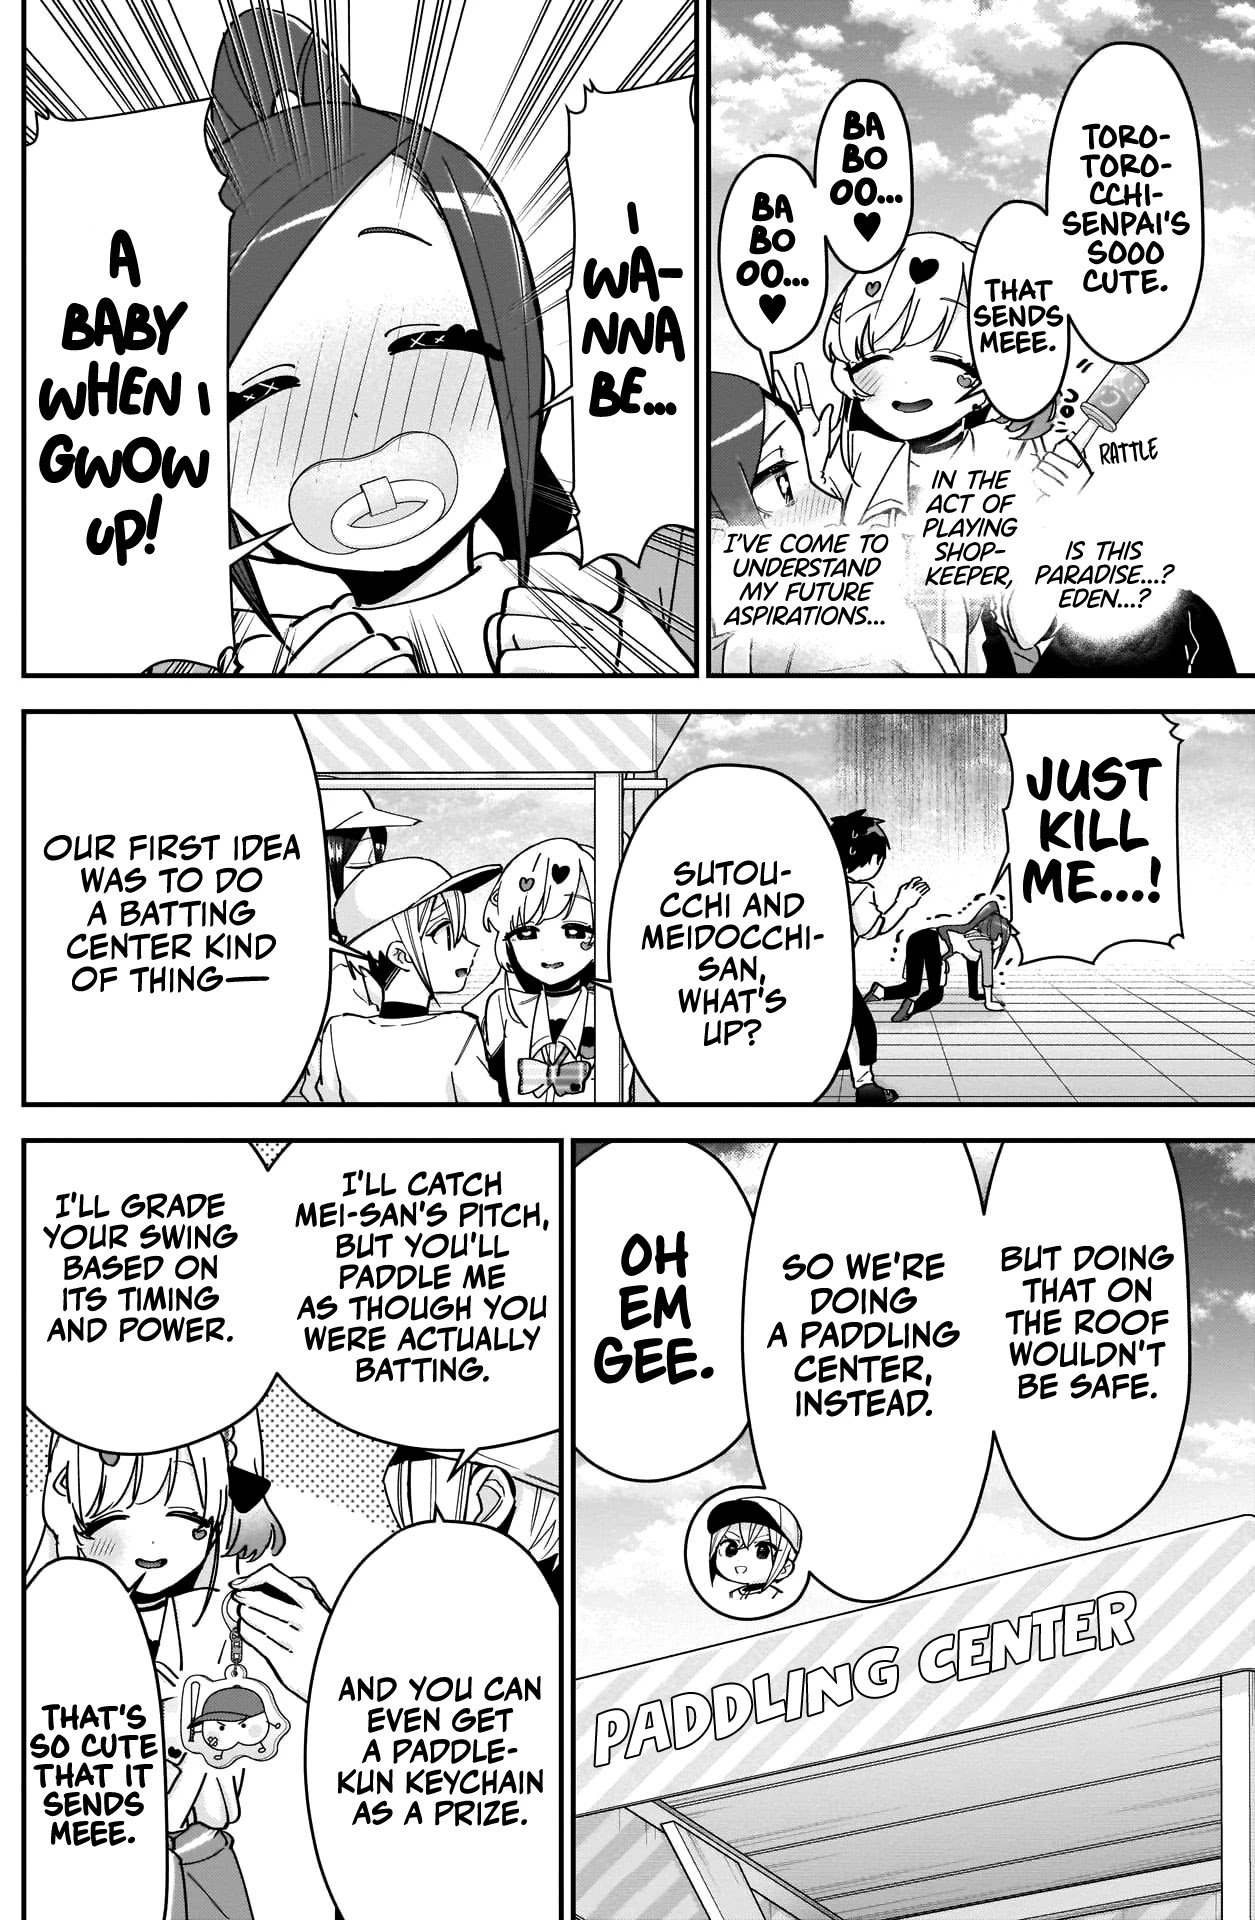 TORO-
TORO-
CCHI-
SENPAI'S
SOOO
CUTE.
THAT
SENDS
MEEE.
BA
BO
OO...
♥
BA
BO
OO...
♥
RATTLE
IS THIS
PARADISE...?
EDEN...?
IN THE
ACT OF
PLAYING
SHOP-
KEEPER,
I'VE COME TO
UNDERSTAND
MY FUTURE
ASPIRATIONS...
I
WA-
NNA
BE...
A
BABY
WHEN I
GWOW
UP!
JUST
KILL
ME...!
SUTOU-
CCHI AND
MEIDOCCHI-
SAN,
WHAT'S
UP?
OUR FIRST IDEA
WAS TO DO
A BATTING
CENTER KIND
OF THING——
BUT DOING
THAT ON
THE ROOF
WOULDN'T
BE SAFE.
SO WE'RE
DOING
A PADDLING
CENTER,
INSTEAD.
OH
EM
GEE.
PADDLING CENTER
I'LL CATCH
MEI-SAN'S PITCH,
BUT YOU'LL
PADDLE ME
AS THOUGH YOU
WERE ACTUALLY
BATTING.
I'LL GRADE
YOUR SWING
BASED ON
ITS TIMING
AND POWER.
AND YOU CAN
EVEN GET
A PADDLE-
KUN KEYCHAIN
AS A PRIZE.
THAT'S
SO CUTE
THAT IT
SENDS
MEEE.